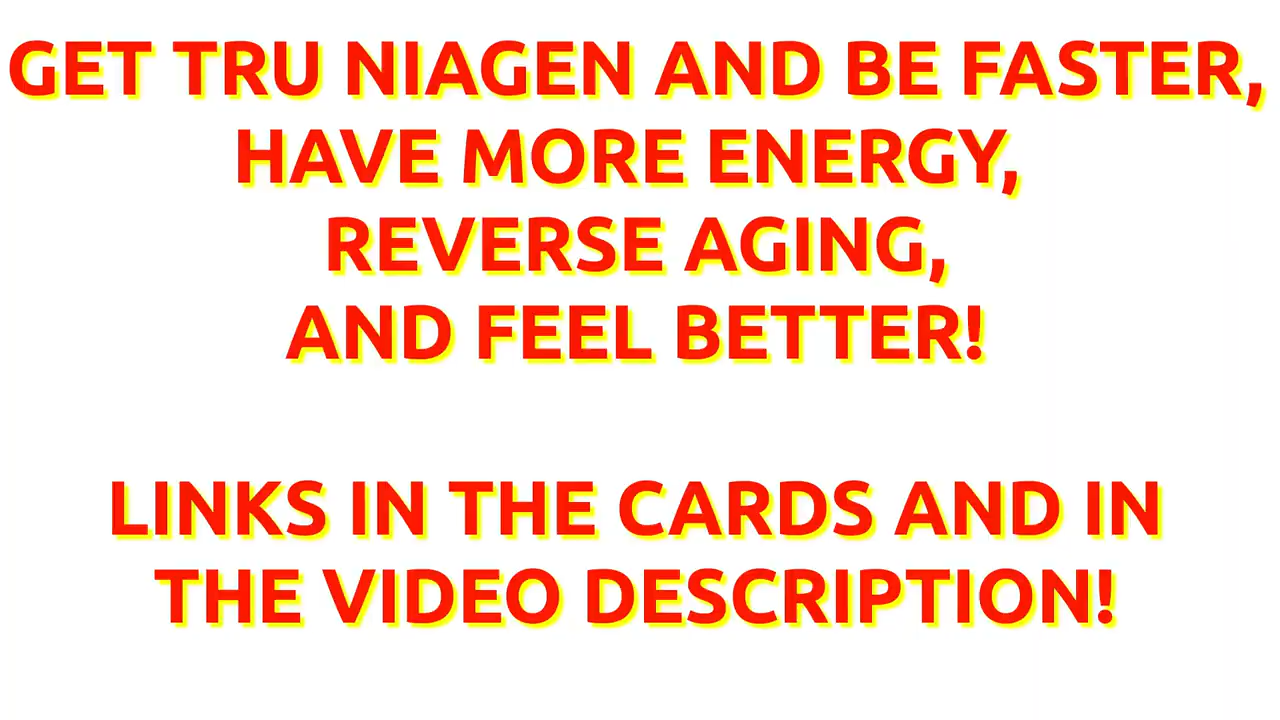 GET TRU NIAGEN AND BE FASTER,
HAVE MORE ENERGY,
REVERSE AGING,
AND FEEL BETTER!
LINKS IN THE CARDS AND IN
THE VIDEO DESCRIPTION!